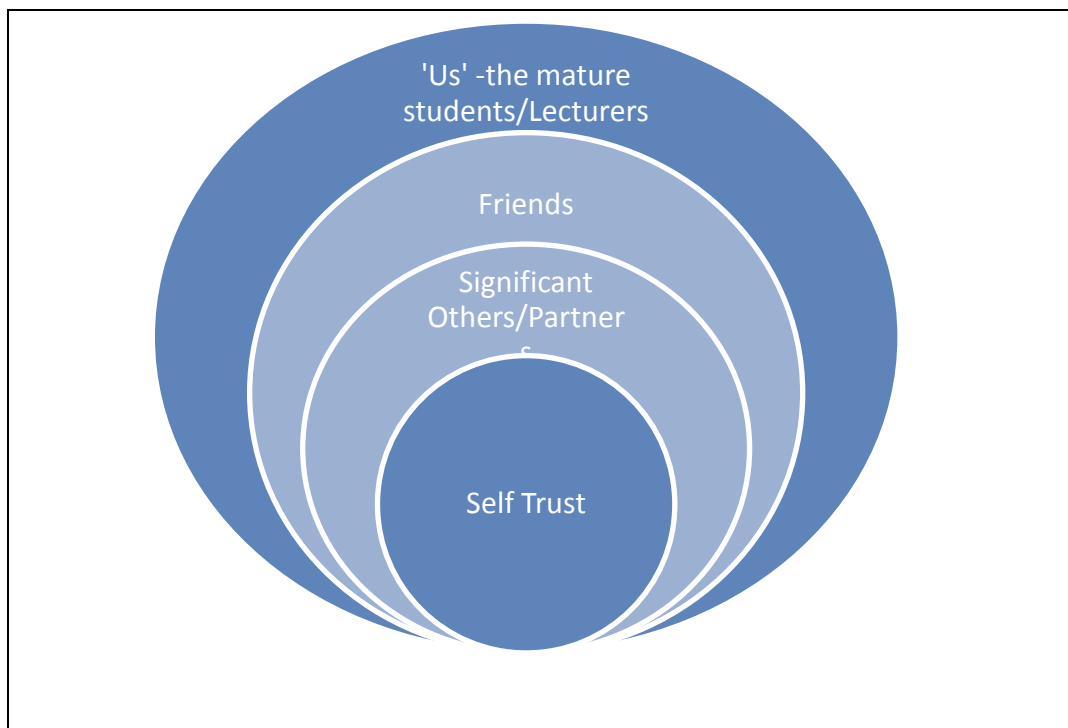 'Us' -the mature
students/Lecturers
Friends
Significant
Others/Partner
s
Self Trust